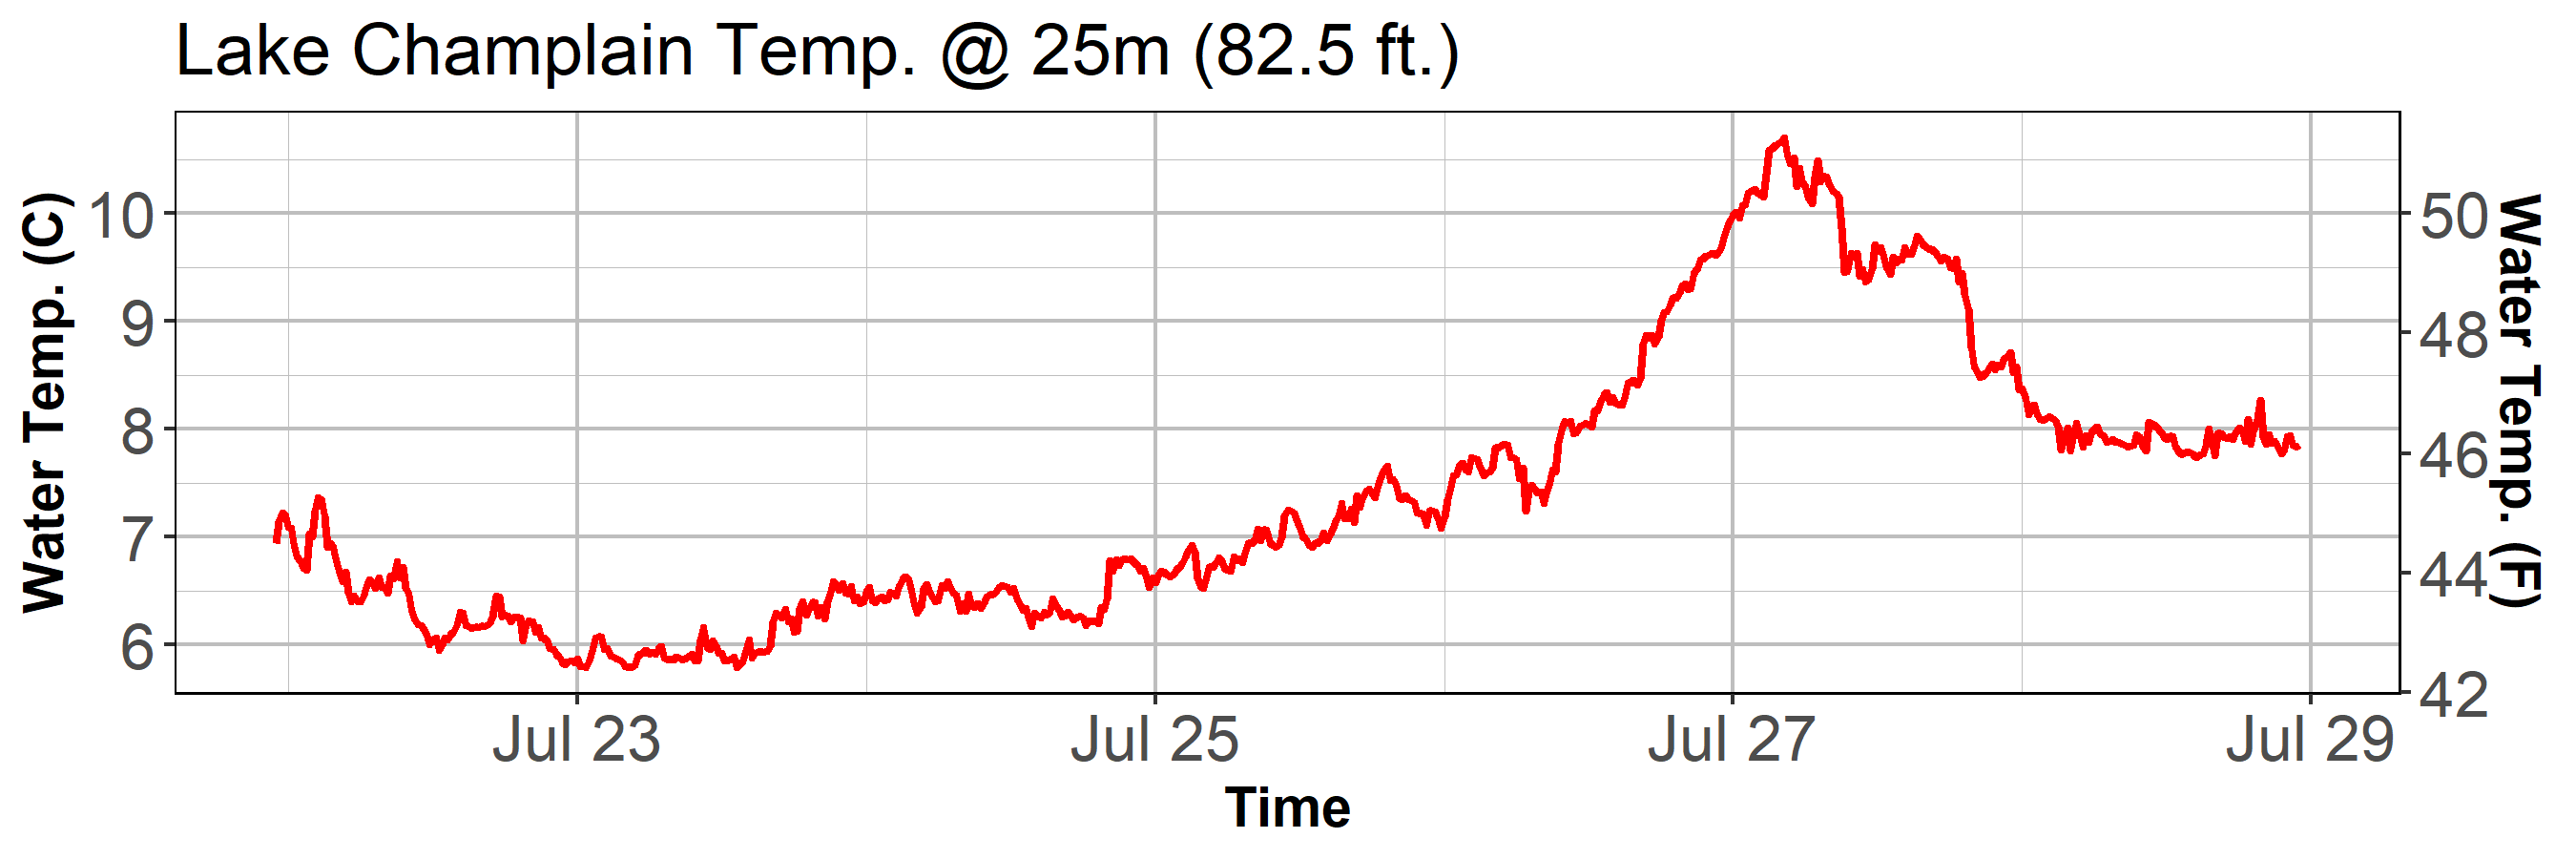 Lake Champlain Temp. @ 25m (82.5 ft.)
Water Temp. (C)
10
9
8
7
6
50
48
46
44
42
Water Temp. (F)
Jul 23 Jul 25 Jul 27 Jul 29
Time